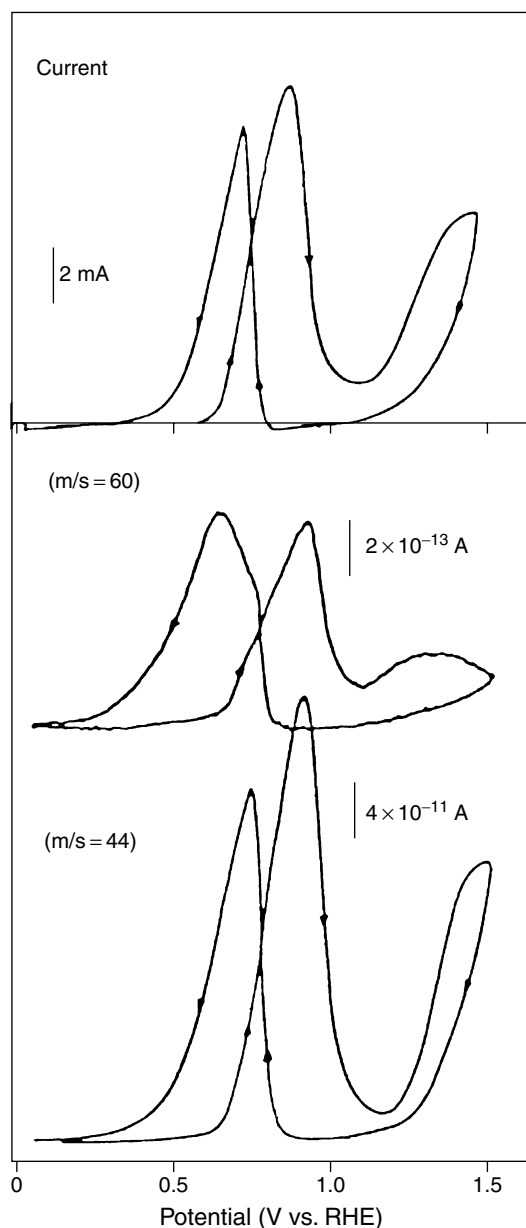 Current
2 mA
(m/s = 60)
2 × 10⁻¹³ A
4 × 10⁻¹¹ A
(m/s = 44)
0 0.5 1.0 1.5
Potential (V vs. RHE)